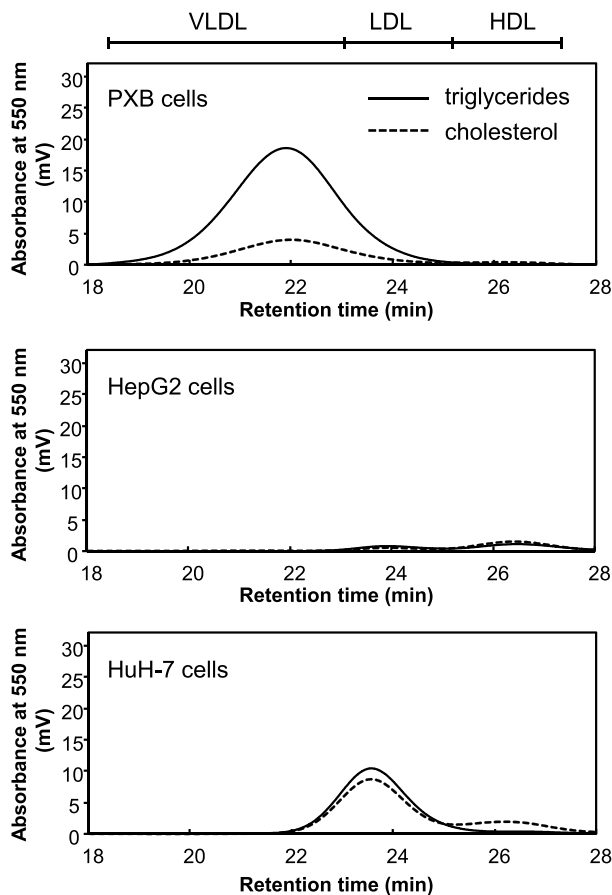 VLDL LDL HDL
PXB cells
triglycerides
cholesterol
Absorbance at 550 nm
(mV)
30
25
20
15
10
5
0
18 20 22 24 26 28
Retention time (min)
HepG2 cells
Absorbance at 550 nm
(mV)
30
25
20
15
10
5
0
18 20 22 24 26 28
Retention time (min)
HuH-7 cells
Absorbance at 550 nm
(mV)
30
25
20
15
10
5
0
18 20 22 24 26 28
Retention time (min)